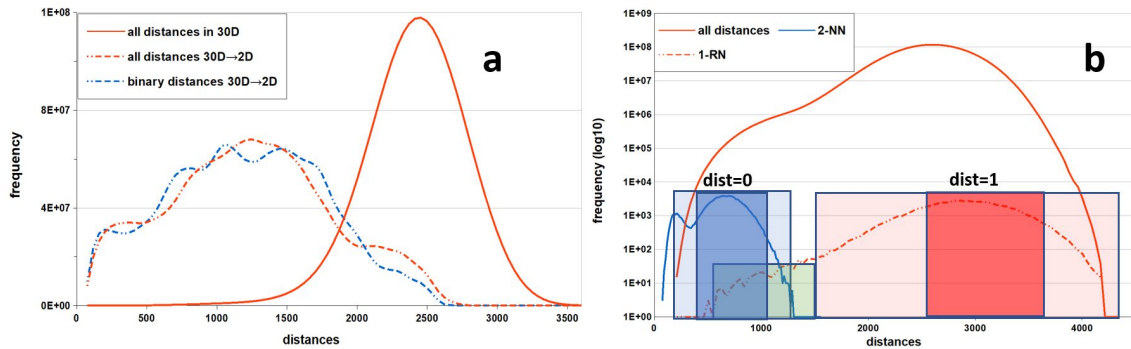 1E+08
all distances in 30D
all distances 30D→2D
binary distances 30D→2D
a
8E+07
frequency
4E+07
0E+00
0 500 1000 1500 2000 2500 3000 3500
distances
1E+09
all distances 2-NN
1-RN
b
1E+08
1E+07
1E+06
1E+05
frequency (log10)
1E+04
dist=0 dist=1
1E+03
1E+02
1E+01
1E+00
0 1000 2000 3000 4000
distances